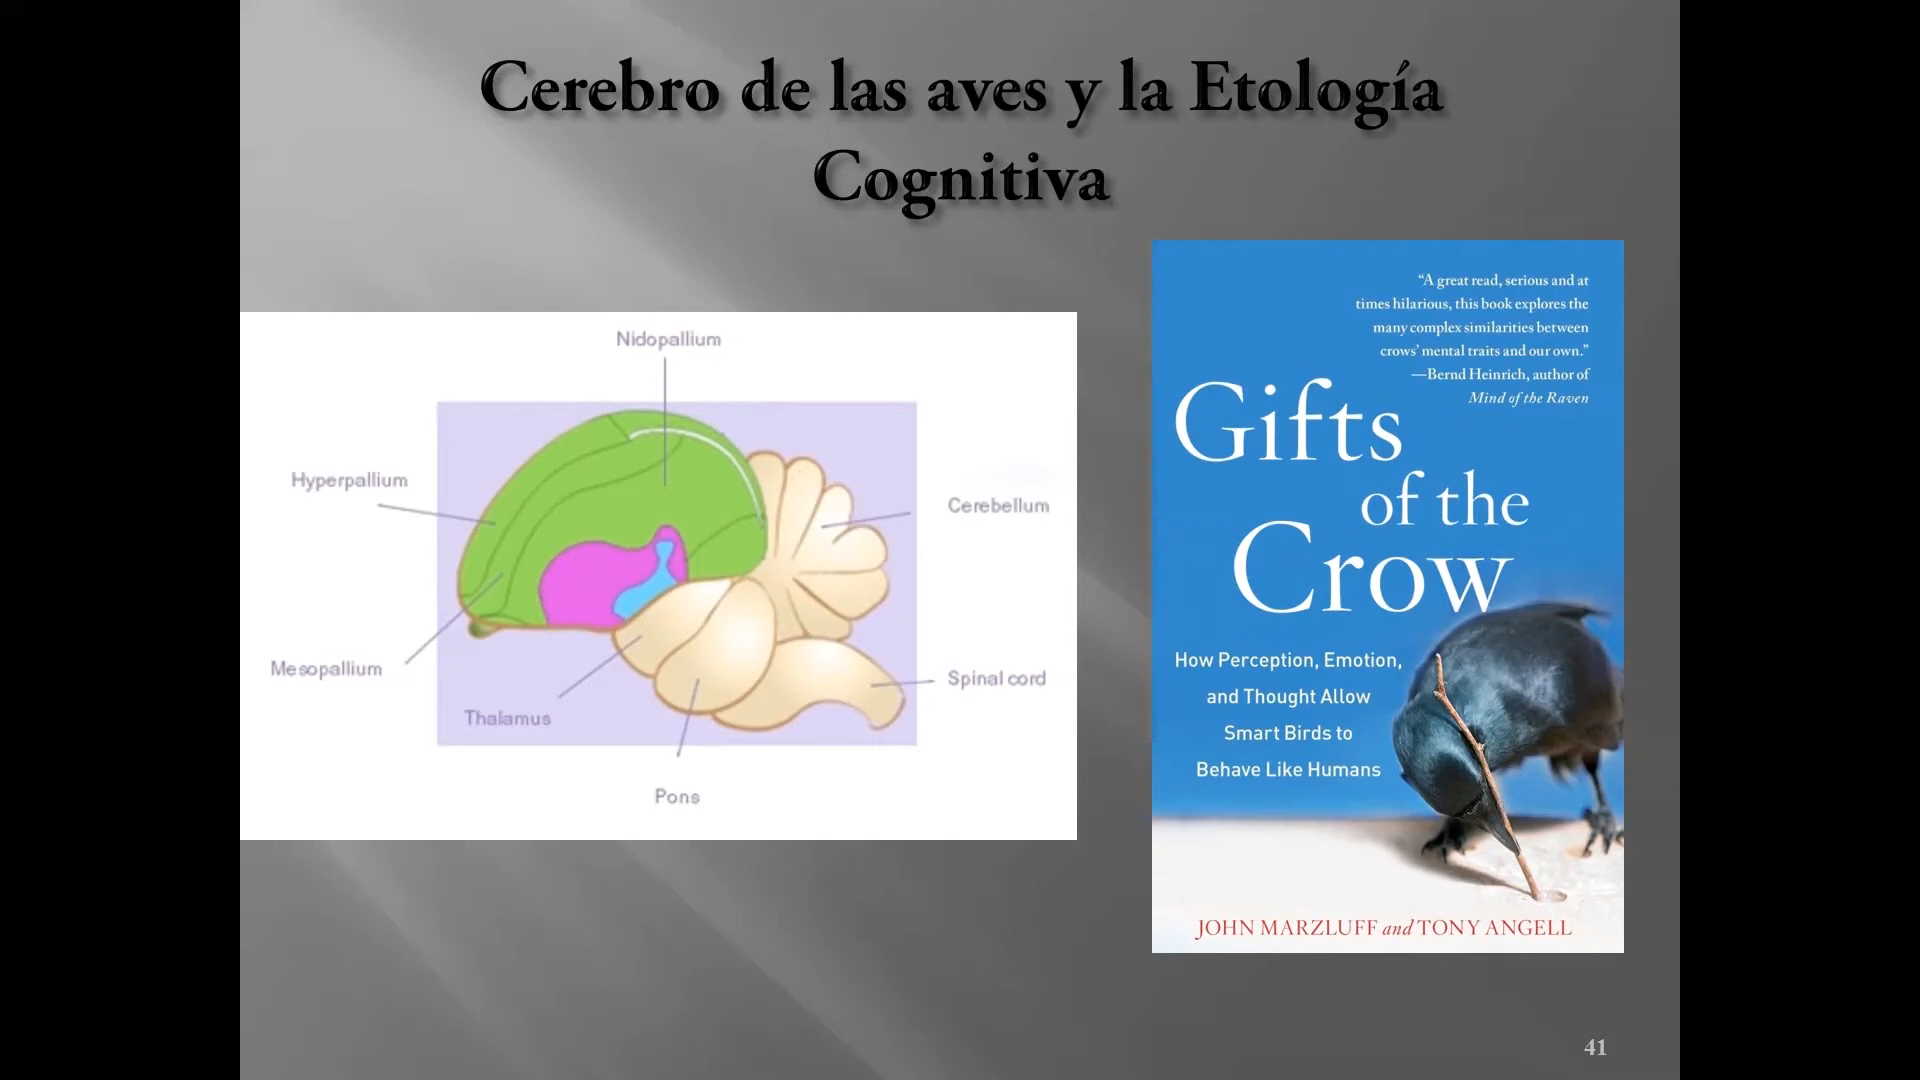 Cerebro de las aves y la Etología
Cognitiva
Nidopallium
Hyperpallium
Cerebellum
Mesopallium
Spinal cord
Thalamus
Pons
“A great read, serious and at
times hilarious, this book explores the
many complex similarities between
crows’ mental traits and our own.”
—Bernd Heinrich, author of
Mind of the Raven
Gifts
of the
Crow
How Perception, Emotion,
and Thought Allow
Smart Birds to
Behave Like Humans
JOHN MARZLUFF and TONY ANGELL
41